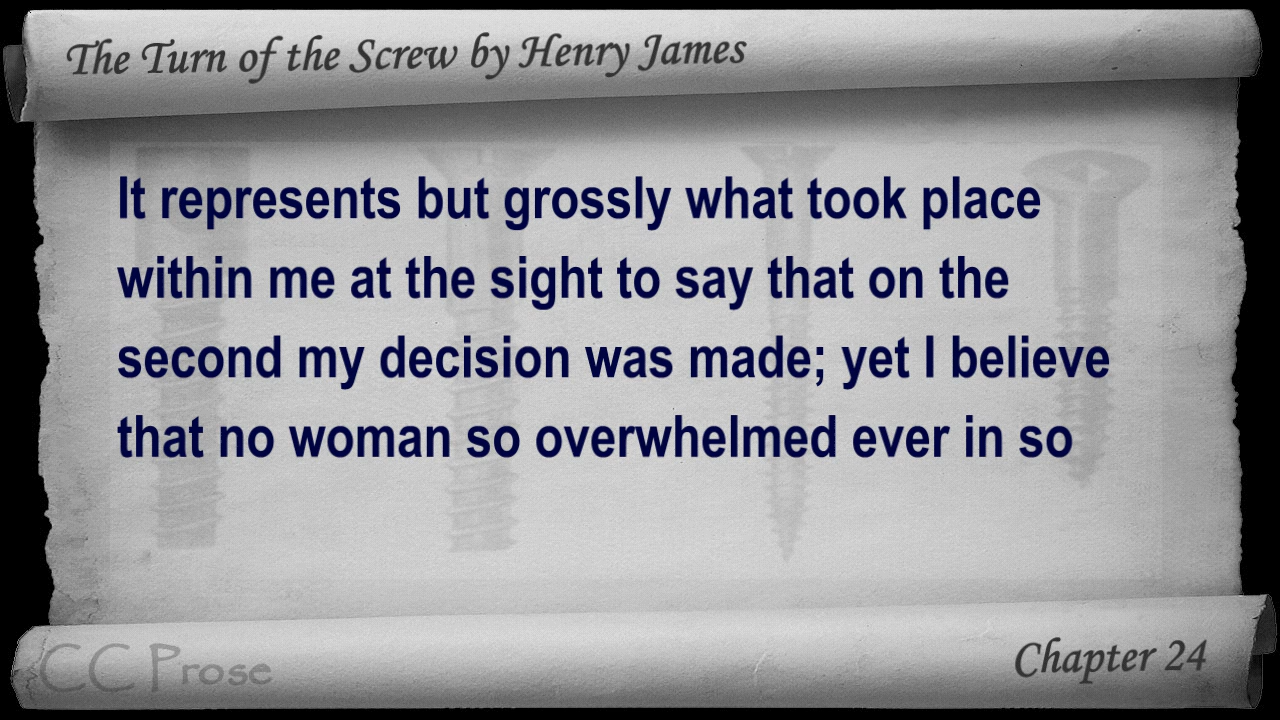 The Turn of the Screw by Henry James
It represents but grossly what took place
within me at the sight to say that on the
second my decision was made; yet I believe
that no woman so overwhelmed ever in so
CC Prose
Chapter 24